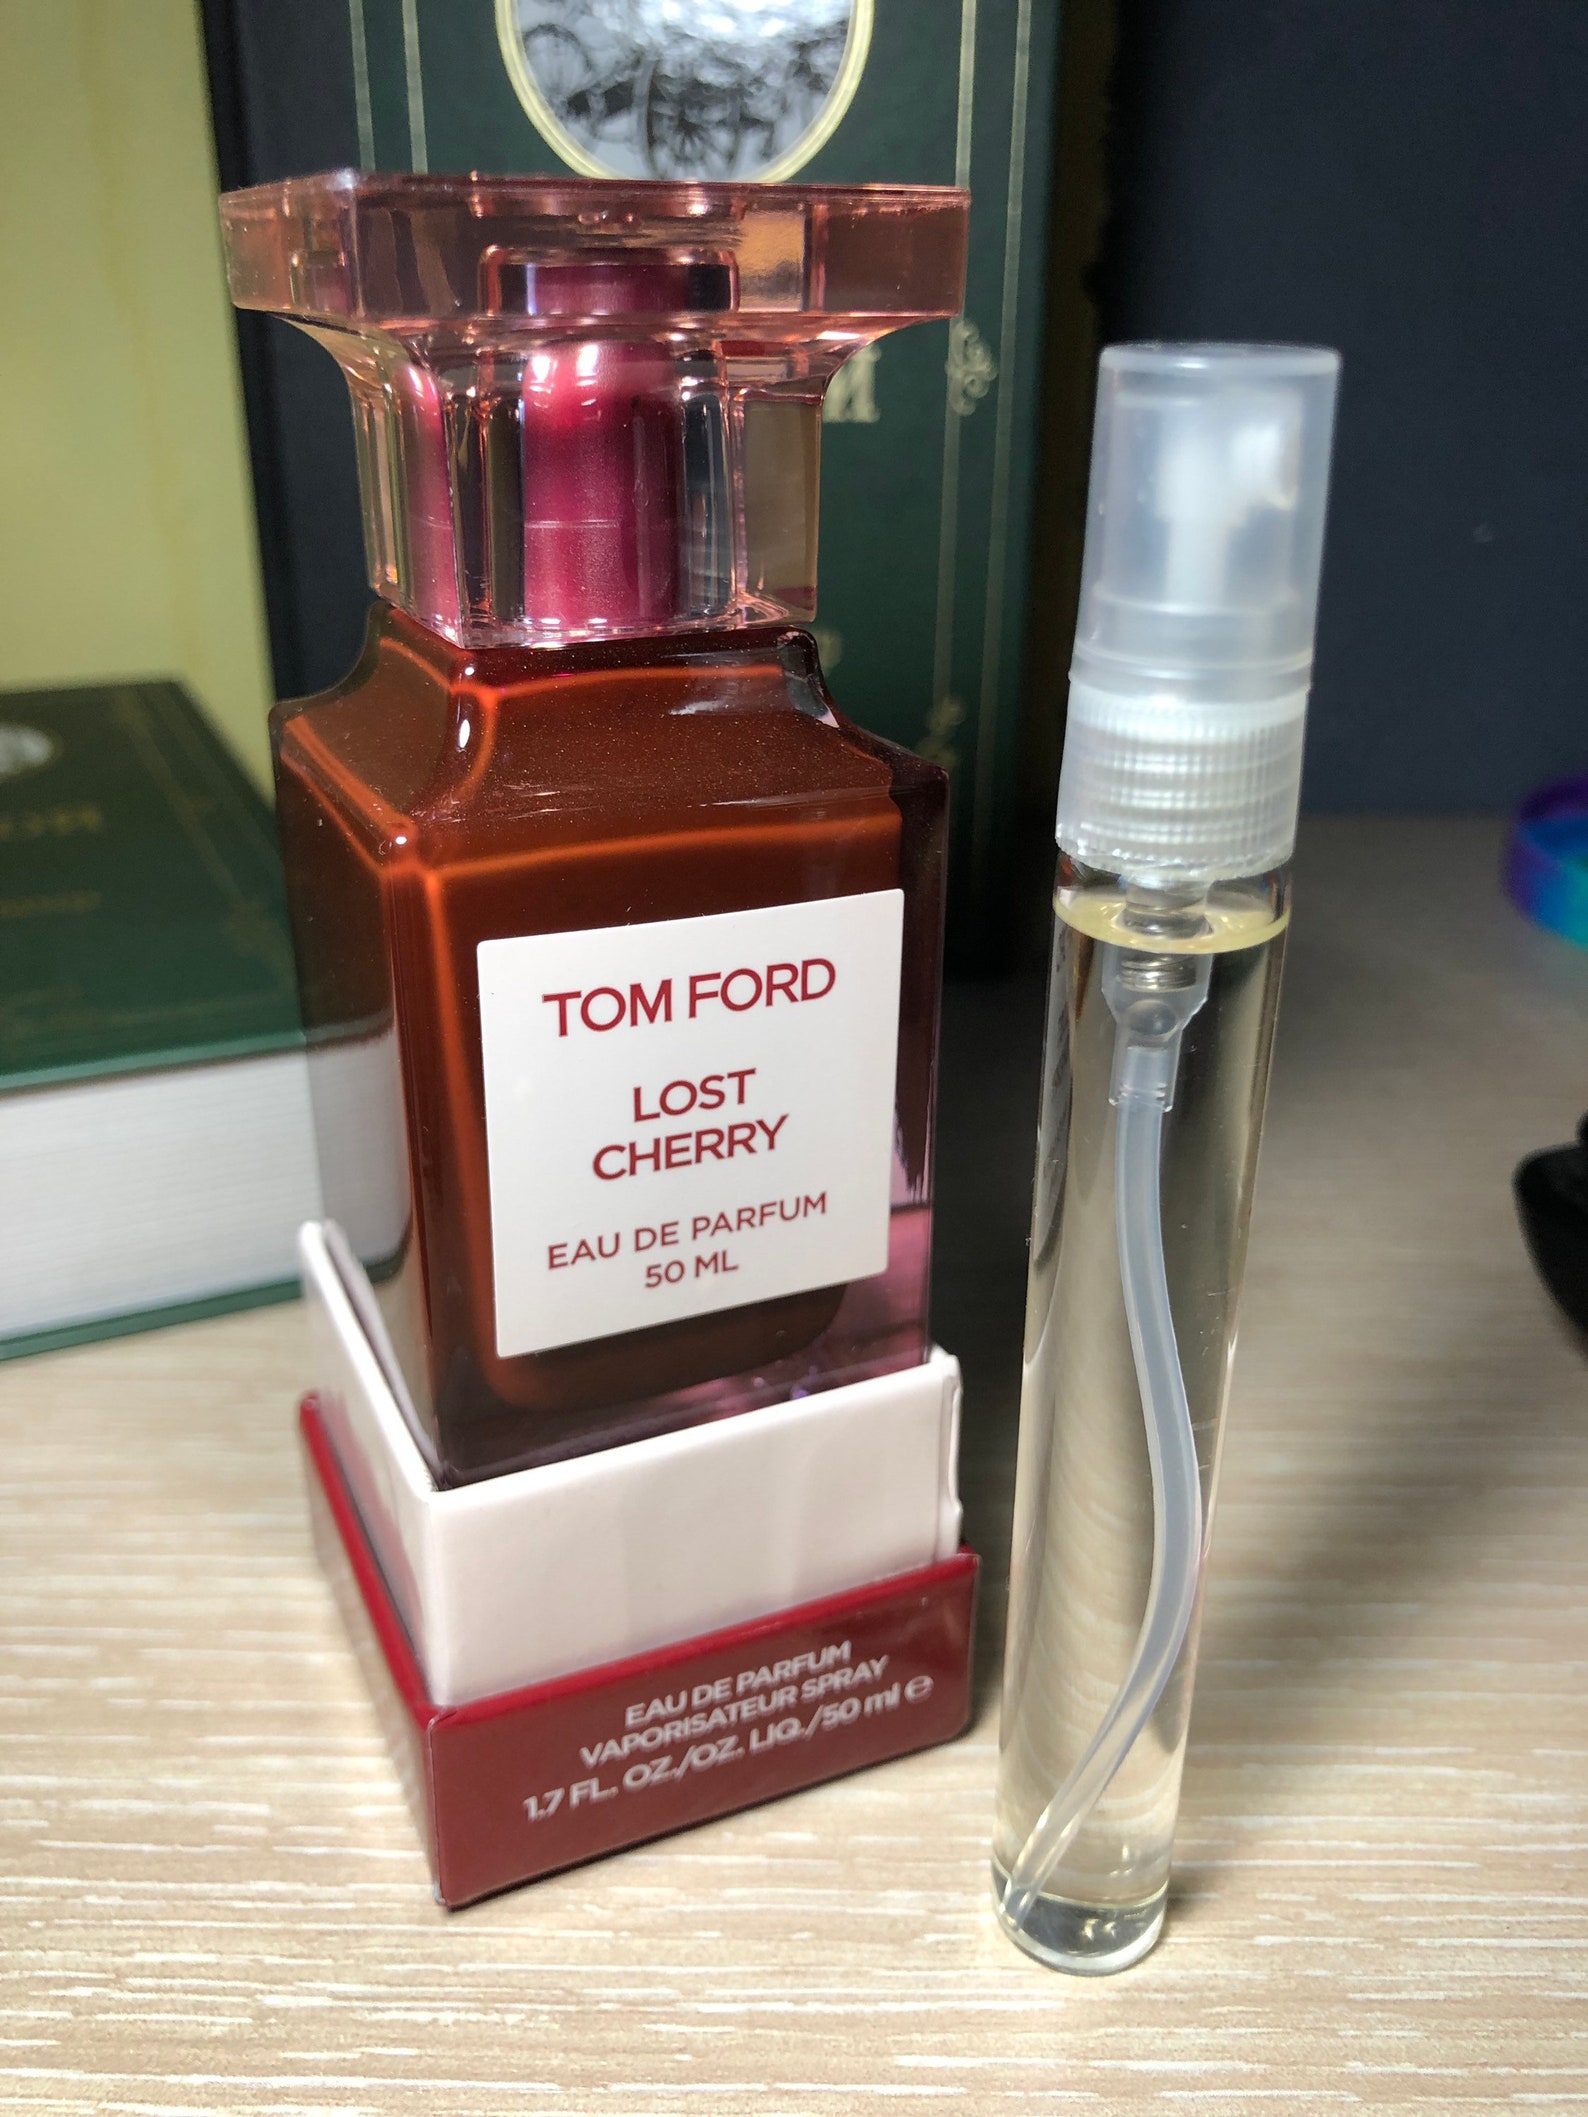 TOM FORD
LOST
CHERRY
EAU DE PARFUM
50 ML
EAU DE PARFUM
VAPORISATEUR SPRAY
1.7 FL. OZ./OZ. LIQ./50 ml ℮